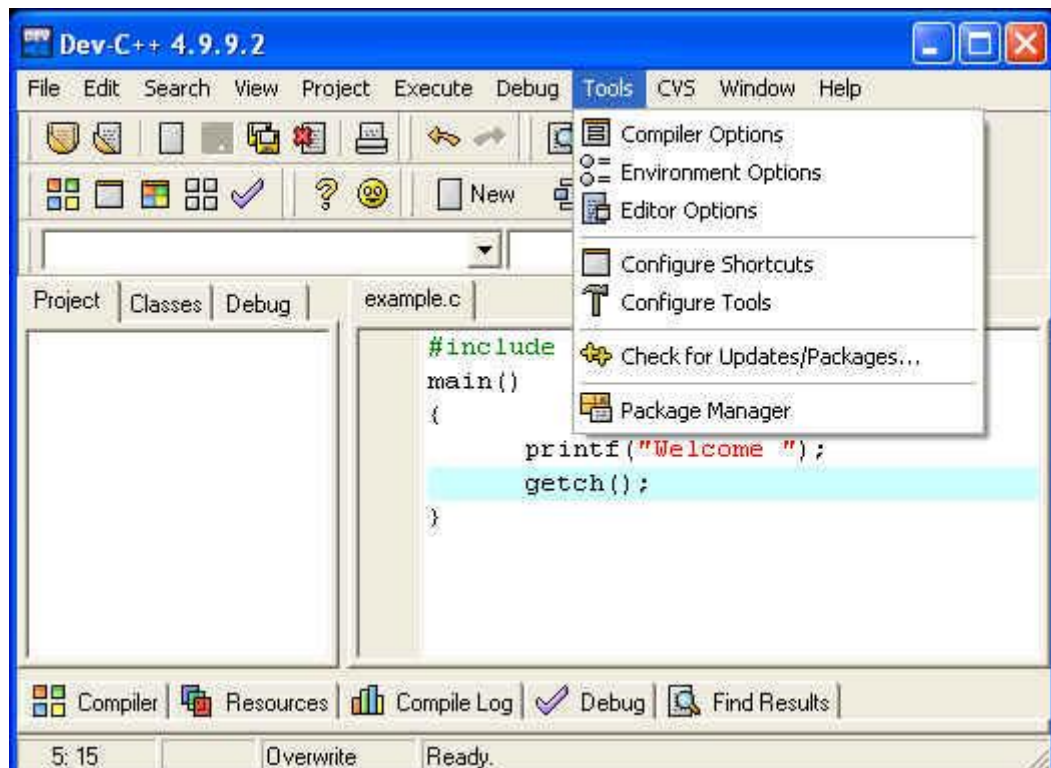 Dev-C++ 4.9.9.2
File Edit Search View Project Execute Debug Tools CVS Window Help
Compiler Options
Environment Options
Editor Options
Configure Shortcuts
Configure Tools
Check for Updates/Packages...
Package Manager
New
Project Classes Debug
example.c
#include
main()
{
printf("Welcome ");
getch();
}
Compiler Resources Compile Log Debug Find Results
5: 15 Overwrite Ready.